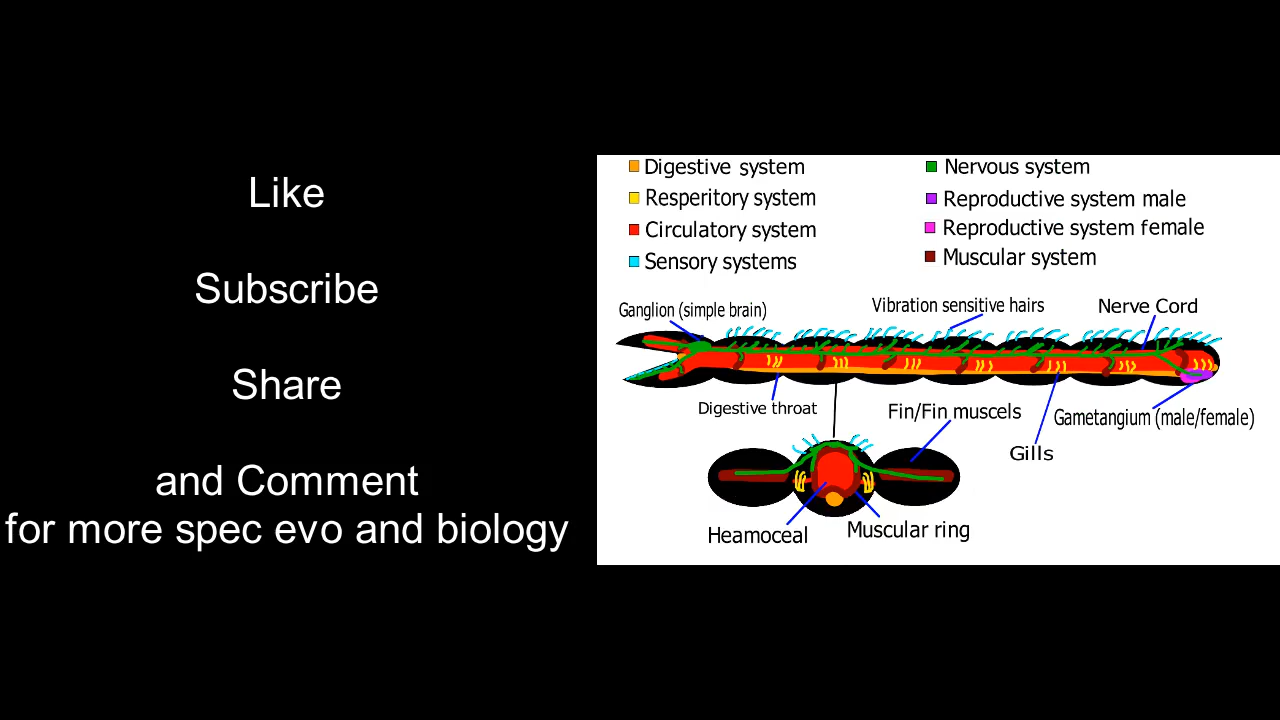 Like
Subscribe
Share
and Comment
for more spec evo and biology
Digestive system
Resperitory system
Circulatory system
Sensory systems
Nervous system
Reproductive system male
Reproductive system female
Muscular system
Ganglion (simple brain)
Vibration sensitive hairs
Nerve Cord
Digestive throat
Fin/Fin muscels
Gametangium (male/female)
Gills
Heamoceal
Muscular ring